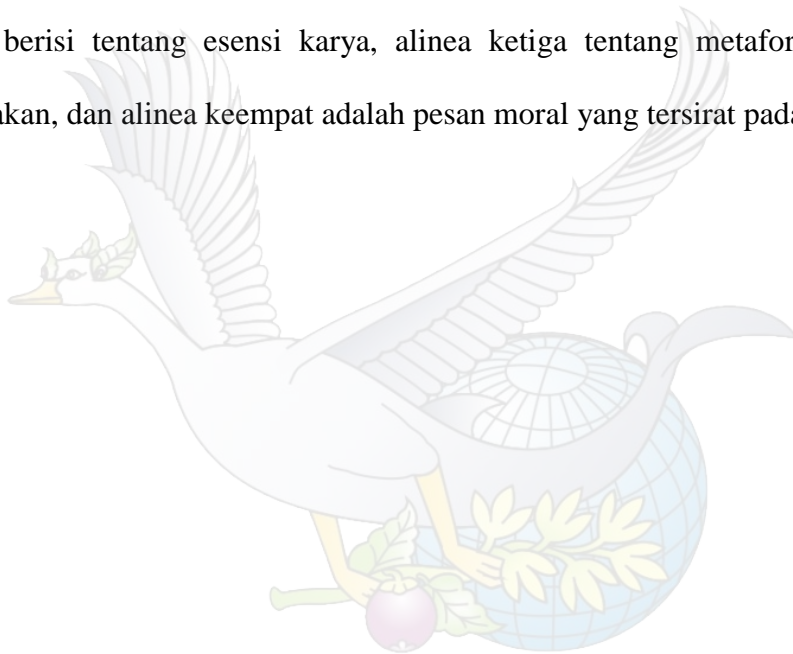 berisi tentang esensi karya, alinea ketiga tentang metafor
akan, dan alinea keempat adalah pesan moral yang tersirat pada